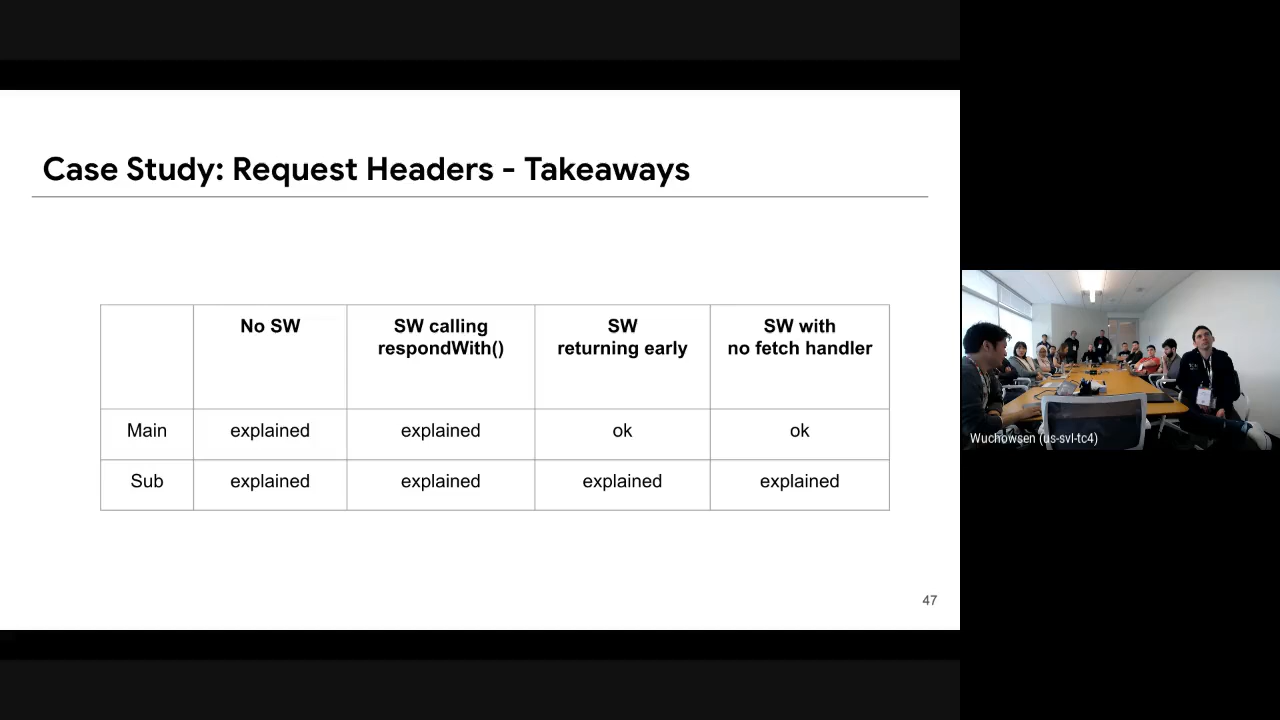 Case Study: Request Headers - Takeaways
No SW
SW calling
respondWith()
SW
returning early
SW with
no fetch handler
Main explained explained ok ok
Sub explained explained explained explained
47
Wuchowsen (us-svl-tc4)